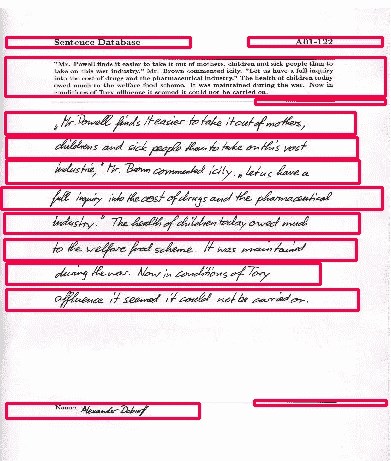 Sentence Database A01-122
"Mr. Powell finds it easier to take it out of mothers, children and sick people than to
take on this vast industry," Mr. Brown commented icily. "Let us have a full inquiry
into the cost of drugs and the pharmaceutical industry." The health of children today
owed much to the welfare food scheme. It was maintained during the war. Now in
conditions of Tory affluence it seemed it could not be carried on.
„Mr. Powell finds it easier to take it out of mothers,
childrens and sick people than to take on this vast
industrie," Mr. Brown commented icily. „Let us have a
full inquiry into the cost of drugs and the pharmaceutical
industry." The health of children today owed much
to the welfare food scheme. It was maintained
during the war. Now in conditions of Tory
affluence it seemed it could not be carried on.
Name: Alexander